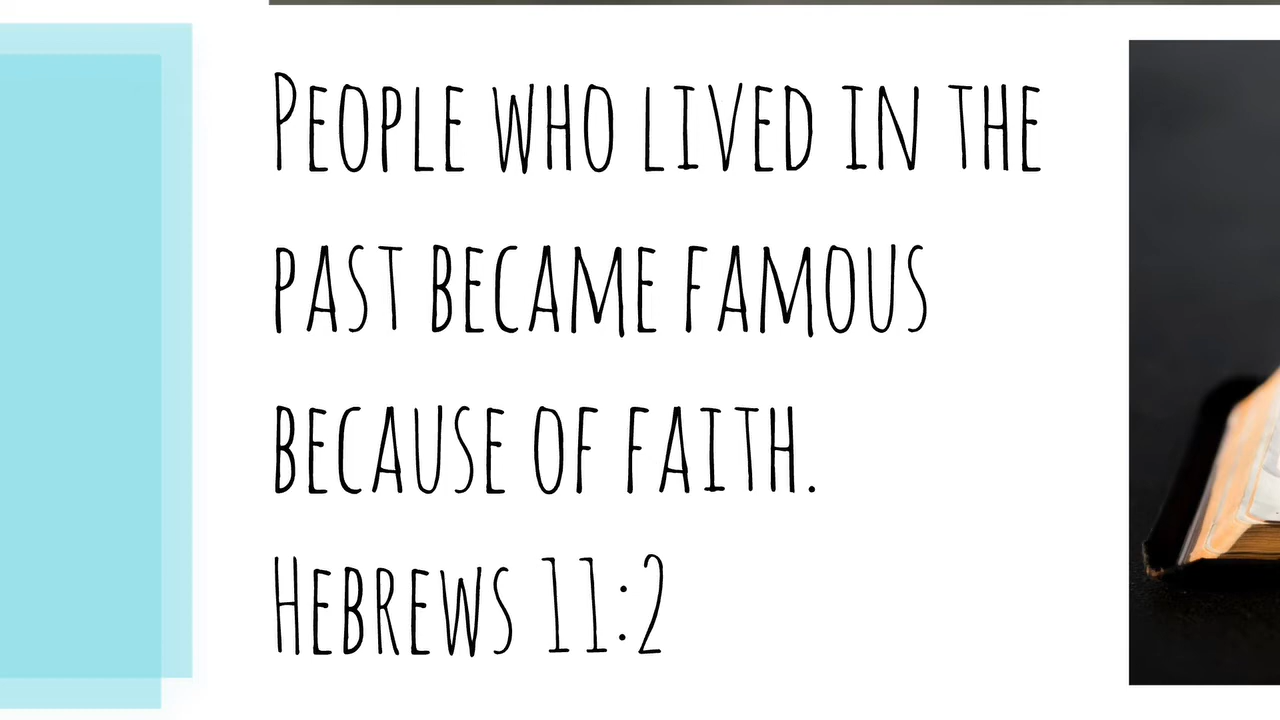 People who lived in the
past became famous
because of faith.
Hebrews 11:2